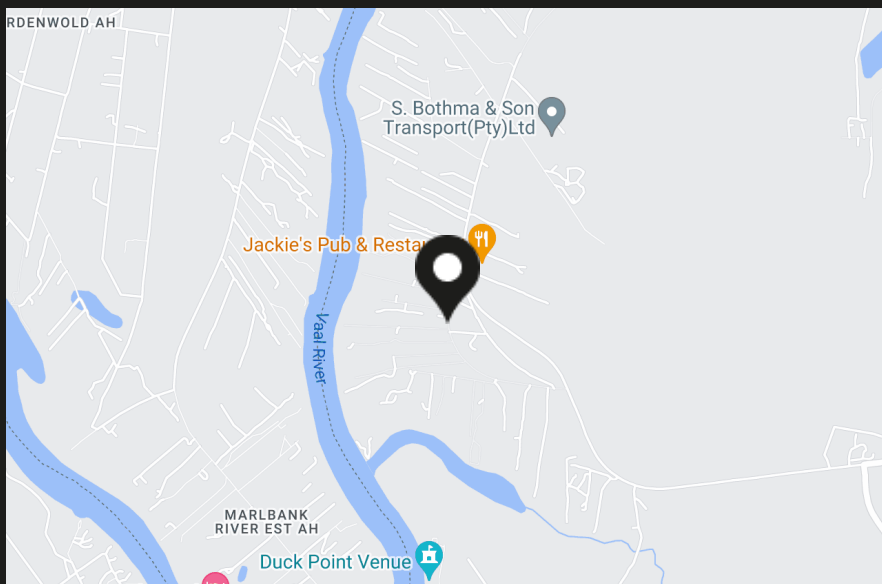 RDENWOLD AH
S. Bothma & Son
Transport(Pty)Ltd
Jackie's Pub & Resta
Vaal River
MARLBANK
RIVER EST AH
Duck Point Venue